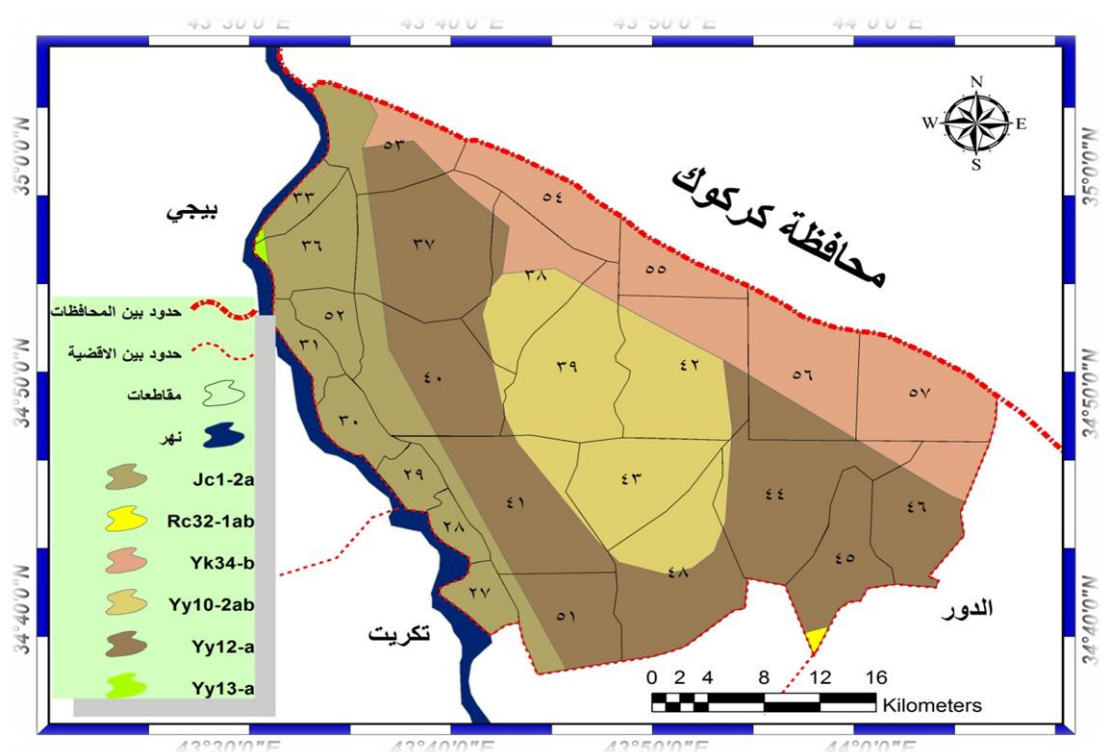 43°30'0"E 43°40'0"E 43°50'0"E 44°0'0"E
N
W E
S
35°0'0"N
34°50'0"N
34°40'0"N
35°0'0"N
34°50'0"N
34°40'0"N
محافظة كركوك
بيجي
تكريت
الدور
٥٣
٥٤
٣٣
٣٦
٣٧
٣٨
٥٥
٥٢
٣١
٤٠
٣٩
٤٢
٥٦
٥٧
٣٠
٢٩
٤١
٤٣
٤٤
٤٦
٢٨
٤٥
٤٨
٢٧
٥١
حدود بين المحافظات
حدود بين الاقضية
مقاطعات
نهر
Jc1-2a
Rc32-1ab
Yk34-b
Yy10-2ab
Yy12-a
Yy13-a
0 2 4 8 12 16
Kilometers
43°30'0"E 43°40'0"E 43°50'0"E 44°0'0"E